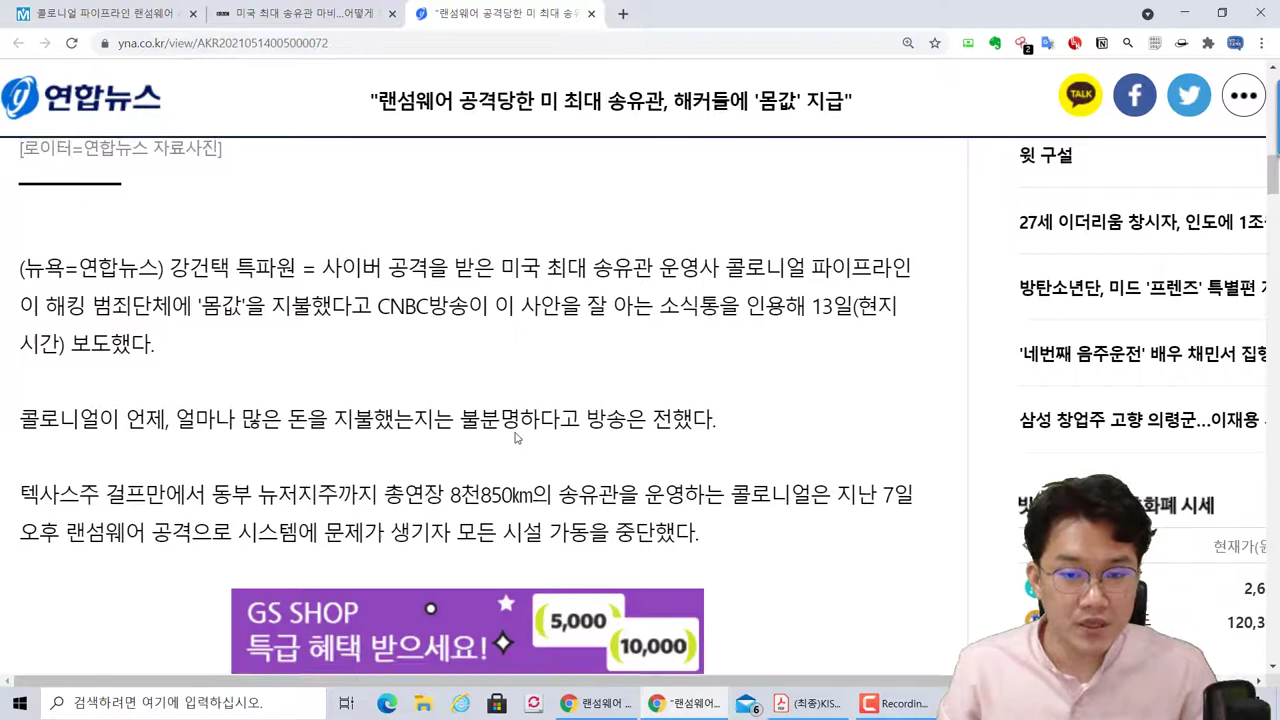 콜로니얼 파이프라인 랜섬웨어
미국 최대 송유관 마비...어떻게
"랜섬웨어 공격당한 미 최대 송유
yna.co.kr/view/AKR20210514005000072
2
연합뉴스
"랜섬웨어 공격당한 미 최대 송유관, 해커들에 '몸값' 지급"
TALK
[로이터=연합뉴스 자료사진]
(뉴욕=연합뉴스) 강건택 특파원 = 사이버 공격을 받은 미국 최대 송유관 운영사 콜로니얼 파이프라인
이 해킹 범죄단체에 '몸값'을 지불했다고 CNBC방송이 이 사안을 잘 아는 소식통을 인용해 13일(현지
시간) 보도했다.
콜로니얼이 언제, 얼마나 많은 돈을 지불했는지는 불분명하다고 방송은 전했다.
텍사스주 걸프만에서 동부 뉴저지주까지 총연장 8천850㎞의 송유관을 운영하는 콜로니얼은 지난 7일
오후 랜섬웨어 공격으로 시스템에 문제가 생기자 모든 시설 가동을 중단했다.
GS SHOP
특급 혜택 받으세요!
5,000
10,000
윗 구설
27세 이더리움 창시자, 인도에 1조
방탄소년단, 미드 '프렌즈' 특별편
'네번째 음주운전' 배우 채민서 집행
삼성 창업주 고향 의령군...이재용
화폐 시세
현재가(원
2,6
120,3
검색하려면 여기에 입력하십시오.
랜섬웨어 ...
"랜섬웨어...
6
(최종)KIS...
Recordin...